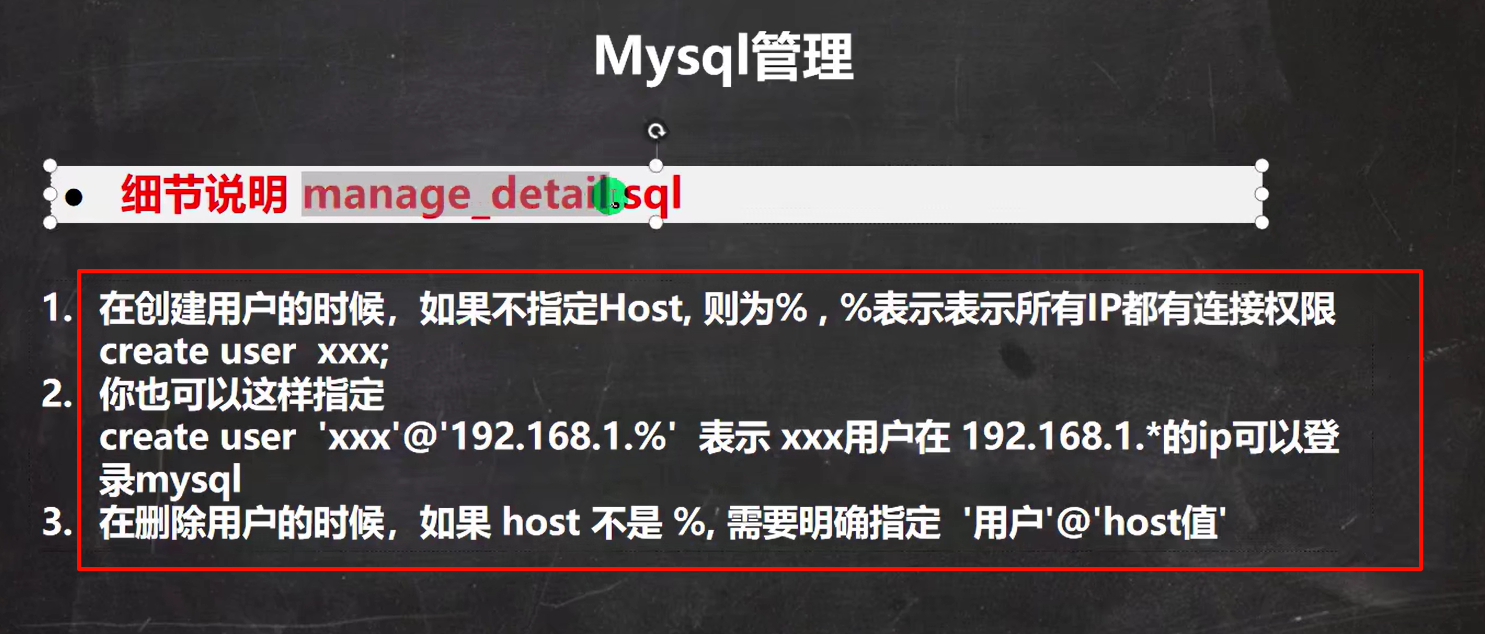 Mysql管理
● 细节说明 manage_detail.sql
1. 在创建用户的时候，如果不指定Host, 则为% , %表示表示所有IP都有连接权限
create user  xxx;
2. 你也可以这样指定
create user  'xxx'@'192.168.1.%'  表示 xxx用户在 192.168.1.*的ip可以登
录mysql
3. 在删除用户的时候，如果 host 不是 %, 需要明确指定  '用户'@'host值'